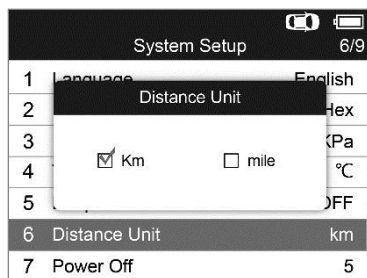 System Setup 6/9
1 Language English
2 Hex
Distance Unit
3 KPa
Km mile
4 °C
5 OFF
6 Distance Unit km
7 Power Off 5